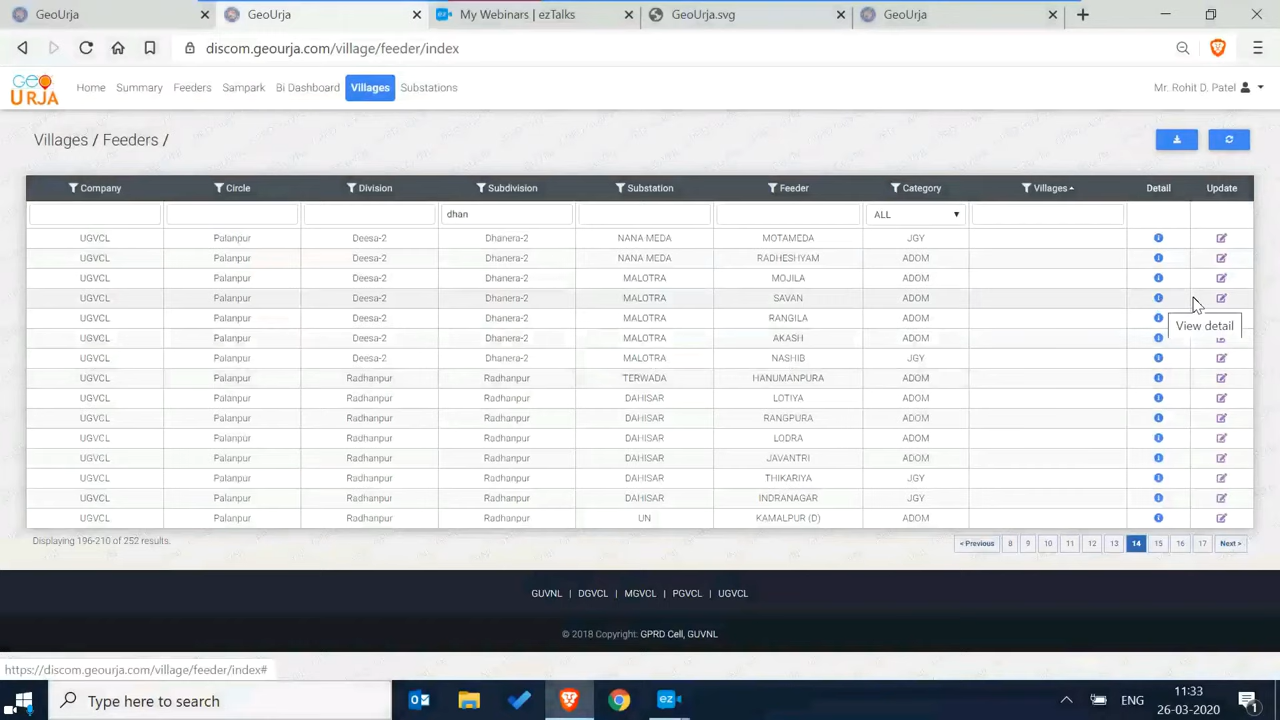 GeoUrja × GeoUrja × My Webinars | ezTalks × GeoUrja.svg × GeoUrja ×
discom.geourja.com/village/feeder/index
GEO URJA Home Summary Feeders Sampark Bi Dashboard Villages Substations Mr. Rohit D. Patel
Villages / Feeders /
Company Circle Division Subdivision Substation Feeder Category Villages Detail Update
dhan ALL
UGVCL Palanpur Deesa-2 Dhanera-2 NANA MEDA MOTAMEDA JGY
UGVCL Palanpur Deesa-2 Dhanera-2 NANA MEDA RADHESHYAM ADOM
UGVCL Palanpur Deesa-2 Dhanera-2 MALOTRA MOJILA ADOM
UGVCL Palanpur Deesa-2 Dhanera-2 MALOTRA SAVAN ADOM
UGVCL Palanpur Deesa-2 Dhanera-2 MALOTRA RANGILA ADOM
View detail
UGVCL Palanpur Deesa-2 Dhanera-2 MALOTRA AKASH ADOM
UGVCL Palanpur Deesa-2 Dhanera-2 MALOTRA NASHIB JGY
UGVCL Palanpur Radhanpur Radhanpur TERWADA HANUMANPURA ADOM
UGVCL Palanpur Radhanpur Radhanpur DAHISAR LOTIYA ADOM
UGVCL Palanpur Radhanpur Radhanpur DAHISAR RANGPURA ADOM
UGVCL Palanpur Radhanpur Radhanpur DAHISAR LODRA ADOM
UGVCL Palanpur Radhanpur Radhanpur DAHISAR JAVANTRI ADOM
UGVCL Palanpur Radhanpur Radhanpur DAHISAR THIKARIYA JGY
UGVCL Palanpur Radhanpur Radhanpur DAHISAR INDRANAGAR JGY
UGVCL Palanpur Radhanpur Radhanpur UN KAMALPUR (D) ADOM
Displaying 196-210 of 252 results. < Previous 8 9 10 11 12 13 14 15 16 17 Next >
GUVNL | DGVCL | MGVCL | PGVCL | UGVCL
© 2018 Copyright: GPRD Cell, GUVNL
https://discom.geourja.com/village/feeder/index#
Type here to search ez ENG 11:33
26-03-2020 1